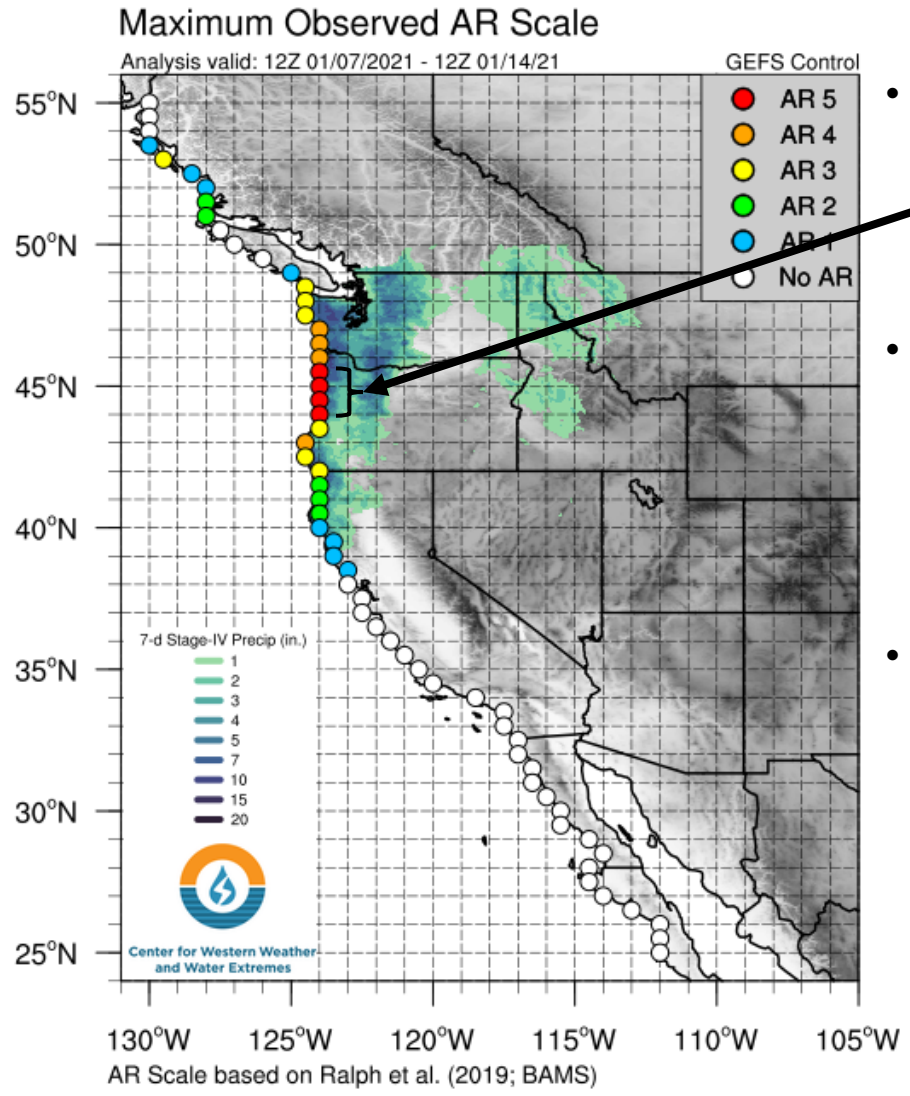 Maximum Observed AR Scale
Analysis valid: 12Z 01/07/2021 - 12Z 01/14/21
GEFS Control
AR 5
AR 4
AR 3
AR 2
AR 1
No AR
55°N
50°N
45°N
40°N
35°N
30°N
25°N
7-d Stage-IV Precip (in.)
1
2
3
4
5
7
10
15
20
Center for Western Weather
and Water Extremes
130°W
125°W
120°W
115°W
110°W
105°W
AR Scale based on Ralph et al. (2019; BAMS)